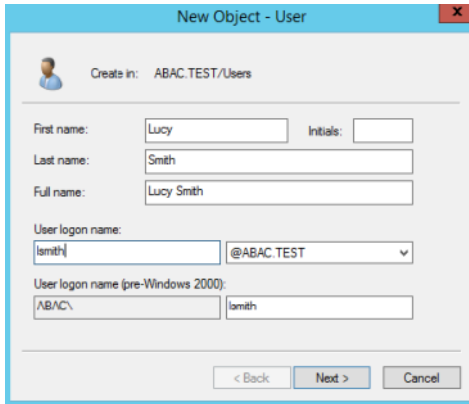 New Object - User
x
Create in: ABAC.TEST/Users
First name: Lucy Initials:
Last name: Smith
Full name: Lucy Smith
User logon name:
lsmith @ABAC.TEST
User logon name (pre-Windows 2000):
ABAC\ lsmith
< Back Next > Cancel